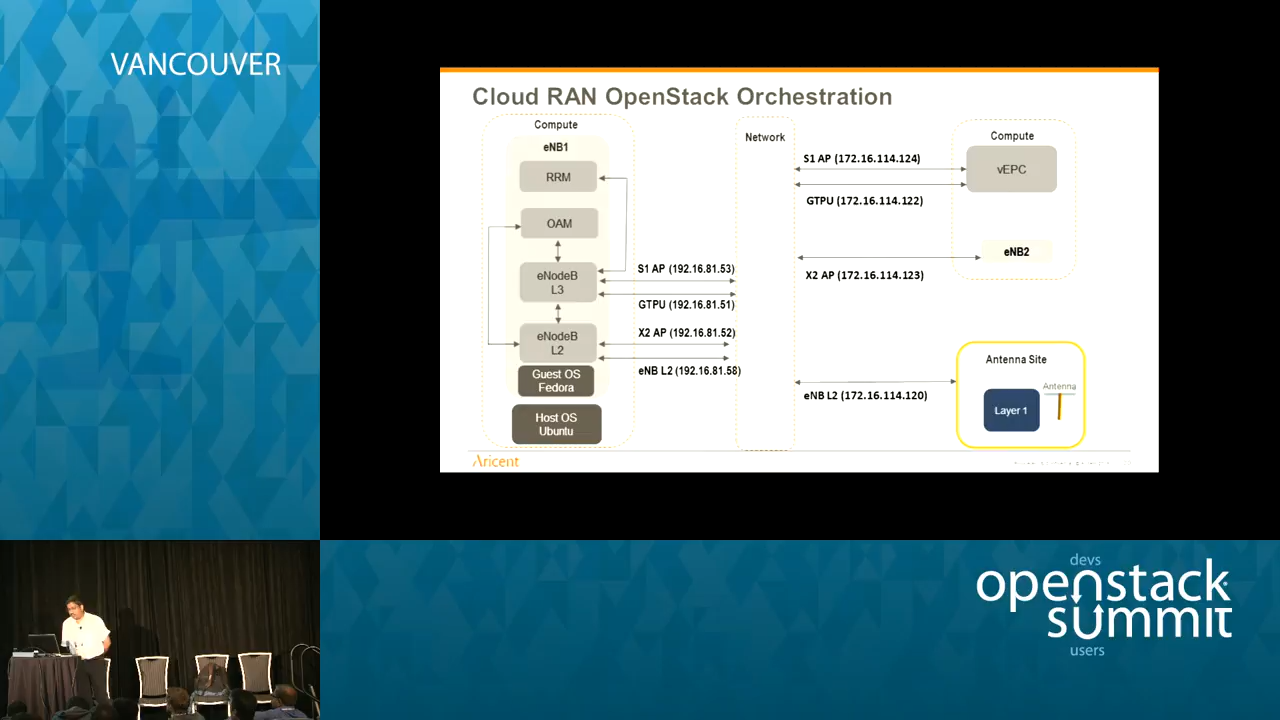 VANCOUVER
Cloud RAN OpenStack Orchestration
Compute
eNB1
RRM
OAM
eNodeB
L3
eNodeB
L2
Guest OS
Fedora
Host OS
Ubuntu
S1 AP (192.16.81.53)
GTPU (192.16.81.51)
X2 AP (192.16.81.52)
eNB L2 (192.16.81.58)
Network
S1 AP (172.16.114.124)
GTPU (172.16.114.122)
X2 AP (172.16.114.123)
eNB L2 (172.16.114.120)
Compute
vEPC
eNB2
Antenna Site
Antenna
Layer 1
Aricent
devs
openstack
summit
users